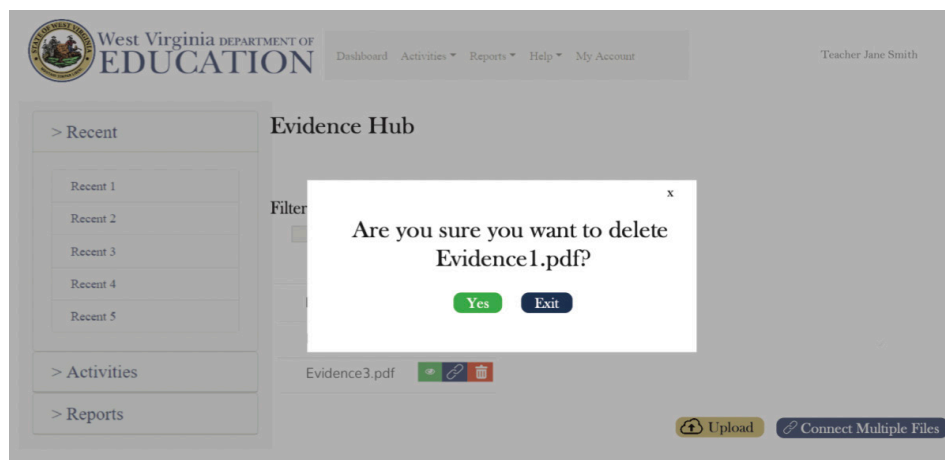 West Virginia DEPARTMENT OF
EDUCATION
Dashboard Activities Reports Help My Account
Teacher Jane Smith
> Recent
Recent 1
Recent 2
Recent 3
Recent 4
Recent 5
> Activities
> Reports
Evidence Hub
Filter
x
Are you sure you want to delete
Evidence1.pdf?
Yes Exit
Evidence3.pdf
Upload Connect Multiple Files